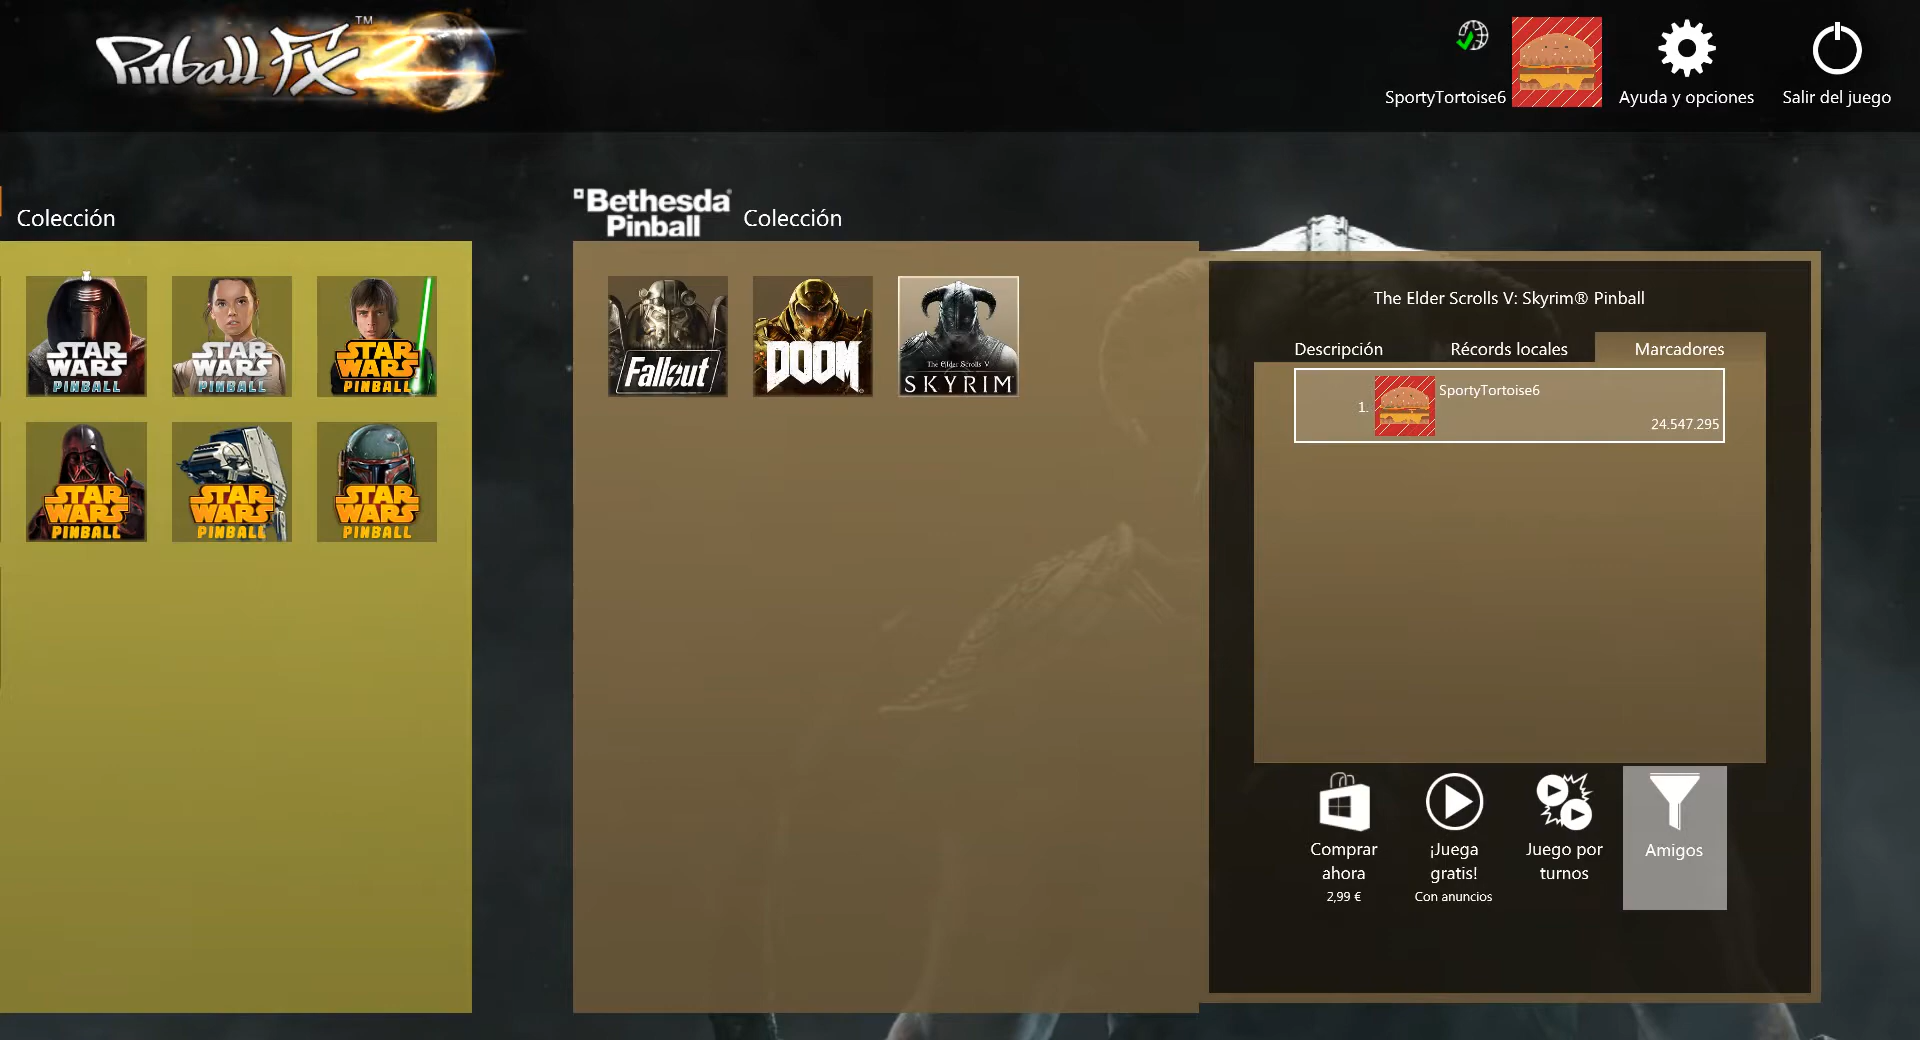 Pinball FX2™
SportyTortoise6
Ayuda y opciones
Salir del juego
Colección
Bethesda®
Pinball
Colección
STAR
WARS
PINBALL
STAR
WARS
PINBALL
STAR
WARS
PINBALL
STAR
WARS
PINBALL
STAR
WARS
PINBALL
STAR
WARS
PINBALL
Fallout
DOOM®
The Elder Scrolls V
SKYRIM
The Elder Scrolls V: Skyrim® Pinball
Descripción
Récords locales
Marcadores
1.
SportyTortoise6
24.547.295
Comprar
ahora
2,99 €
¡Juega
gratis!
Con anuncios
Juego por
turnos
Amigos